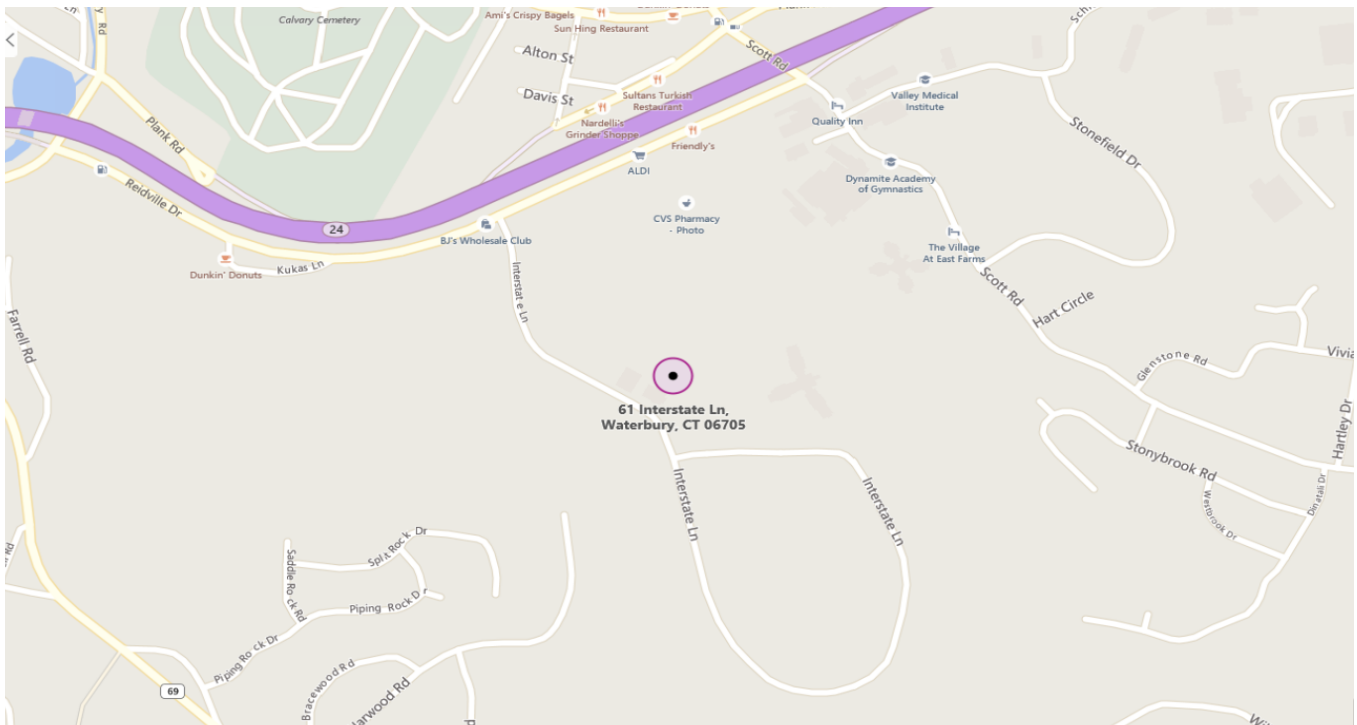 Calvary Cemetery
Ami's Crispy Bagels
Sun Hing Restaurant
Alton St
Davis St
Scott Rd
Sultans Turkish
Restaurant
Nardelli's
Grinder Shoppe
Friendly's
ALDI
Quality Inn
Valley Medical
Institute
Stonefield Dr
Dynamite Academy
of Gymnastics
CVS Pharmacy
- Photo
Plank Rd
Reidville Dr
24
BJ's Wholesale Club
Dunkin' Donuts
Kukas Ln
Interstate Ln
The Village
At East Farms
Scott Rd
Hart Circle
Farrell Rd
Glenstone Rd
Hartley Dr
61 Interstate Ln,
Waterbury, CT 06705
Stonybrook Rd
Westbrook Dr
Dinatali Dr
Interstate Ln
Interstate Ln
Split Rock Dr
Saddle Rock Rd
Piping Rock Dr
Piping Rock Dr
Bracewood Rd
69